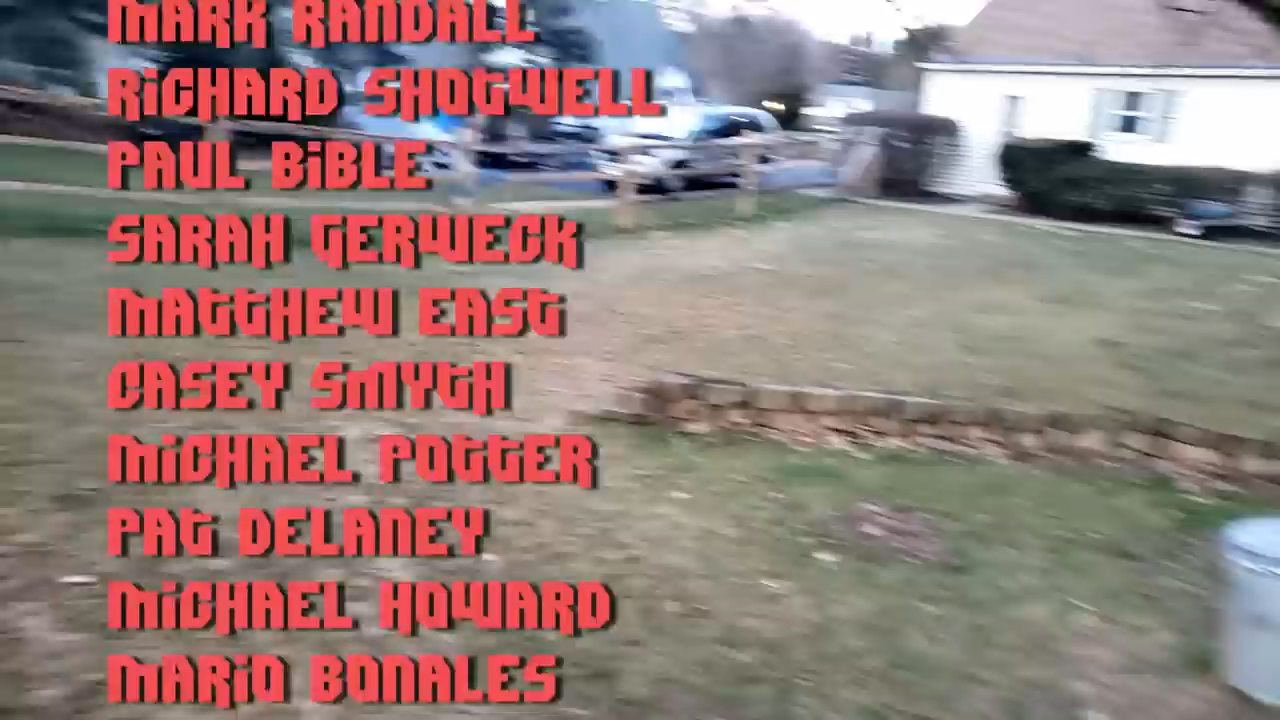 MARK RANDALL
RiCHARD SHOtWELL
PAUL BiBLE
SARAH GERWECK
MAttHEW EASt
CASEY SMYtH
MiCHAEL POttER
PAt DELANEY
MiCHAEL HOWARD
MARiO BONALES